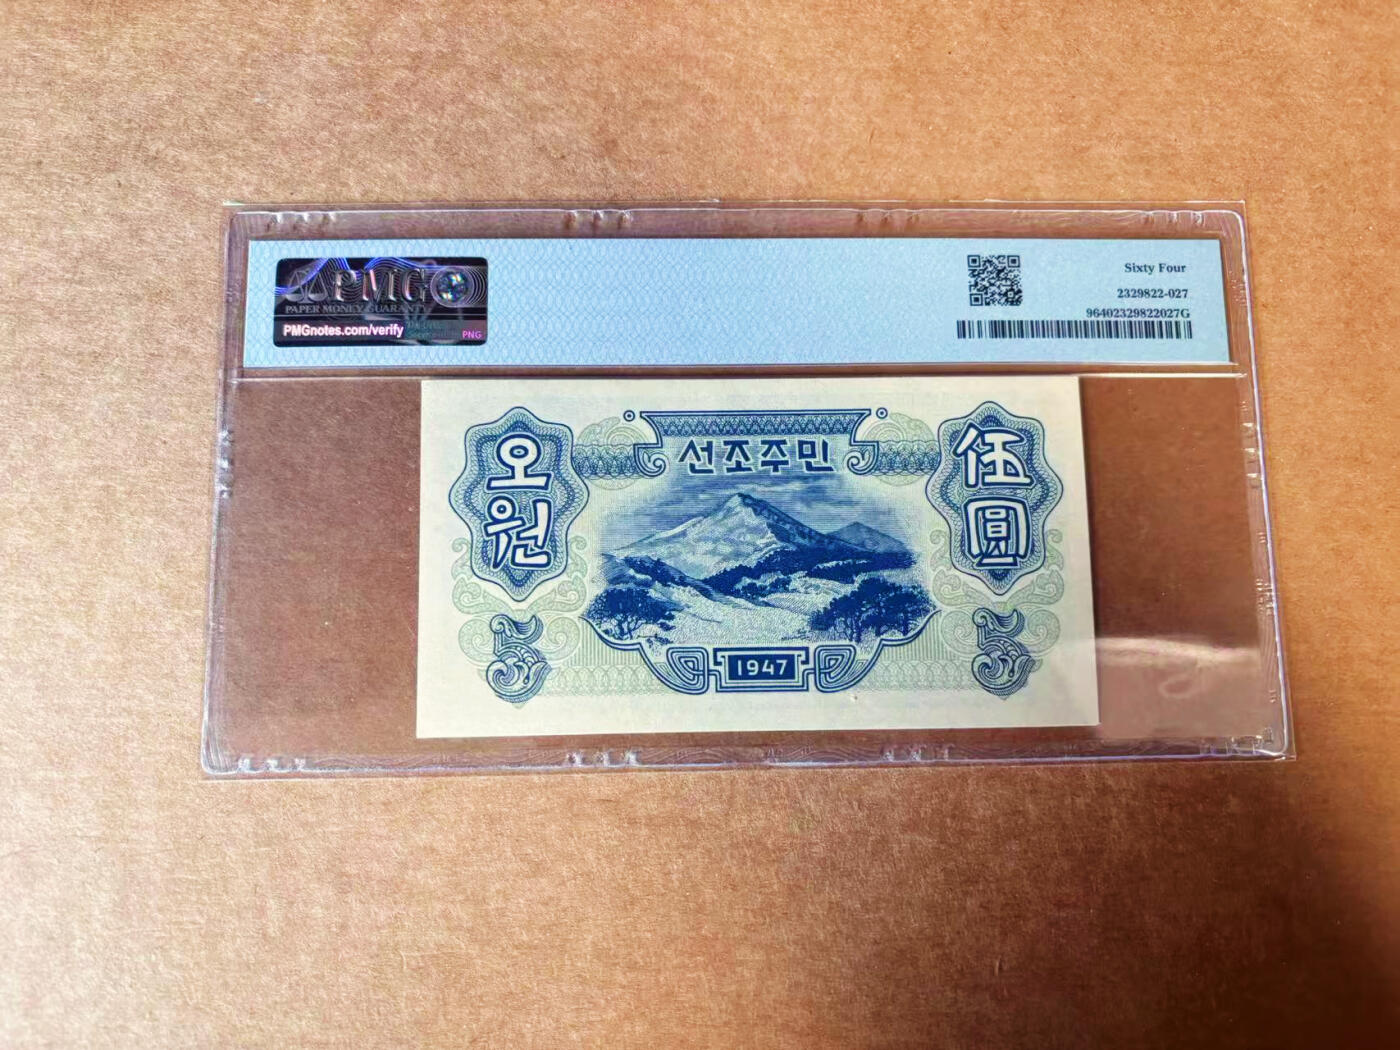 PMG
PAPER MONEY GUARANTY
PMGnotes.com/verify
PNG
Sixty Four
2329822-027
96402329822027G
선조주민
오
원
伍
圓
5
1947
5